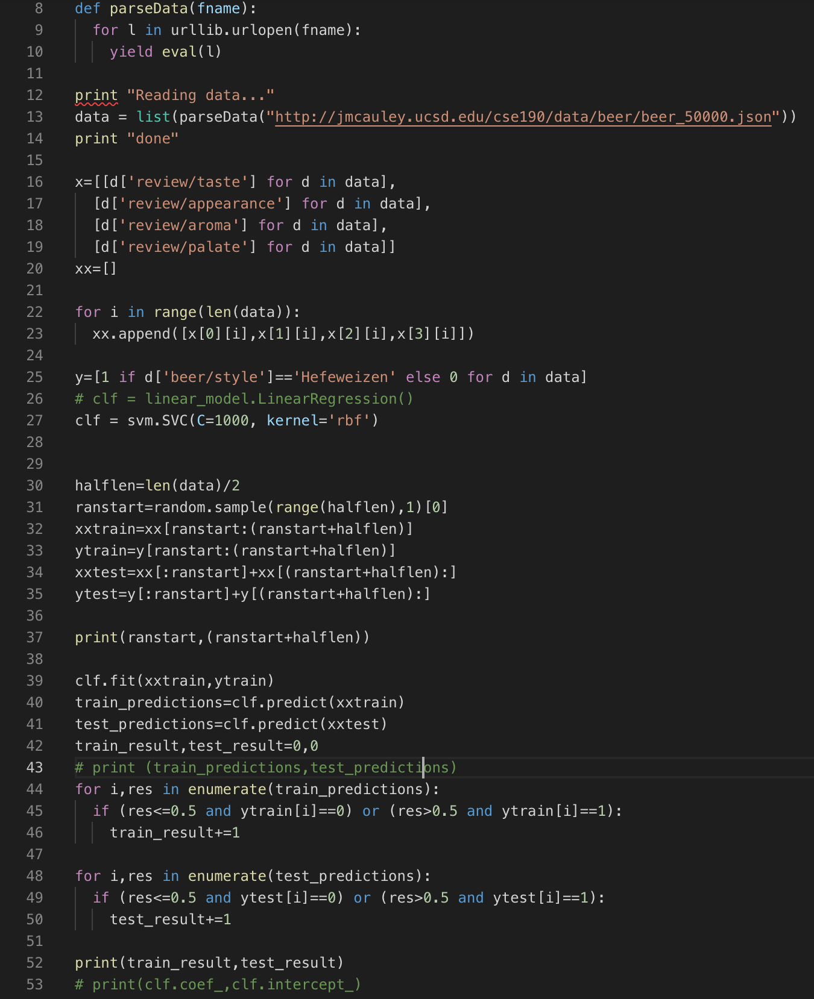 8 def parseData(fname):
9 for l in urllib.urlopen(fname):
10 yield eval(l)
11
12 print "Reading data..."
13 data = list(parseData("http://jmcauley.ucsd.edu/cse190/data/beer/beer_50000.json"))
14 print "done"
15
16 x=[[d['review/taste'] for d in data],
17 [d['review/appearance'] for d in data],
18 [d['review/aroma'] for d in data],
19 [d['review/palate'] for d in data]]
20 xx=[]
21
22 for i in range(len(data)):
23 xx.append([x[0][i],x[1][i],x[2][i],x[3][i]])
24
25 y=[1 if d['beer/style']=='Hefeweizen' else 0 for d in data]
26 # clf = linear_model.LinearRegression()
27 clf = svm.SVC(C=1000, kernel='rbf')
28
29
30 halflen=len(data)/2
31 ranstart=random.sample(range(halflen),1)[0]
32 xxtrain=xx[ranstart:(ranstart+halflen)]
33 ytrain=y[ranstart:(ranstart+halflen)]
34 xxtest=xx[:ranstart]+xx[(ranstart+halflen):]
35 ytest=y[:ranstart]+y[(ranstart+halflen):]
36
37 print(ranstart,(ranstart+halflen))
38
39 clf.fit(xxtrain,ytrain)
40 train_predictions=clf.predict(xxtrain)
41 test_predictions=clf.predict(xxtest)
42 train_result,test_result=0,0
43 # print (train_predictions,test_predictions)
44 for i,res in enumerate(train_predictions):
45 if (res<=0.5 and ytrain[i]==0) or (res>0.5 and ytrain[i]==1):
46 train_result+=1
47
48 for i,res in enumerate(test_predictions):
49 if (res<=0.5 and ytest[i]==0) or (res>0.5 and ytest[i]==1):
50 test_result+=1
51
52 print(train_result,test_result)
53 # print(clf.coef_,clf.intercept_)